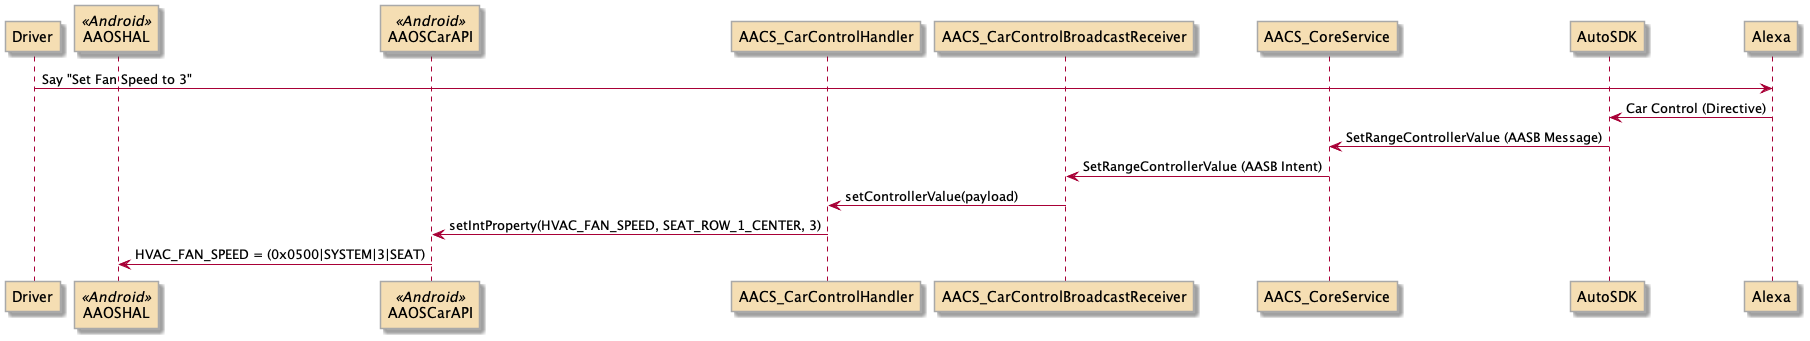 Driver
«Android»
AAOSHAL
«Android»
AAOSCarAPI
AACS_CarControlHandler
AACS_CarControlBroadcastReceiver
AACS_CoreService
AutoSDK
Alexa
Say "Set Fan Speed to 3"
Car Control (Directive)
SetRangeControllerValue (AASB Message)
SetRangeControllerValue (AASB Intent)
setControllerValue(payload)
setIntProperty(HVAC_FAN_SPEED, SEAT_ROW_1_CENTER, 3)
HVAC_FAN_SPEED = (0x0500|SYSTEM|3|SEAT)
Driver
«Android»
AAOSHAL
«Android»
AAOSCarAPI
AACS_CarControlHandler
AACS_CarControlBroadcastReceiver
AACS_CoreService
AutoSDK
Alexa